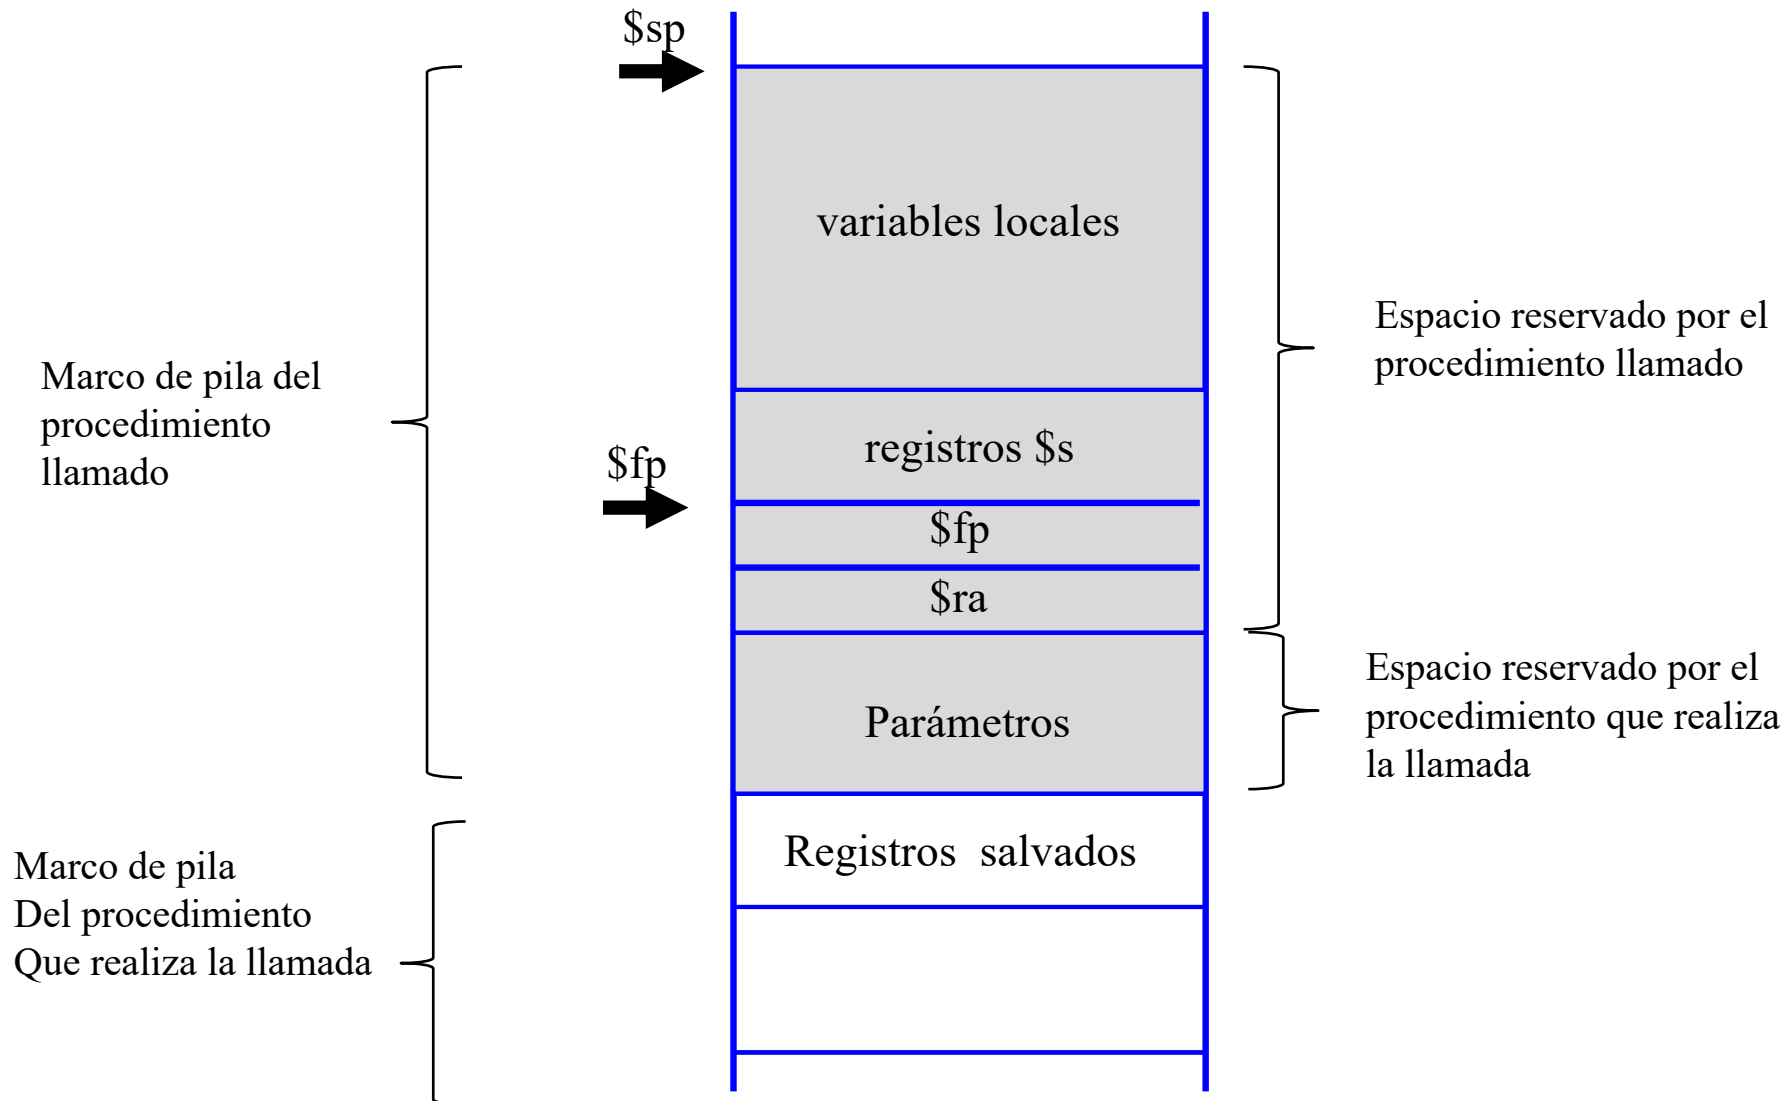 $sp
variables locales
Espacio reservado por el
procedimiento llamado
Marco de pila del
procedimiento
llamado
registros $s
$fp
$fp
$ra
Espacio reservado por el
procedimiento que realiza
la llamada
Parámetros
Registros salvados
Marco de pila
Del procedimiento
Que realiza la llamada